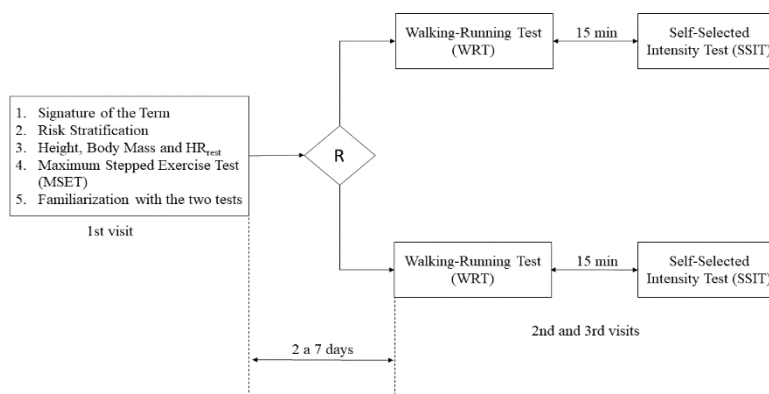 Walking-Running Test
(WRT)
15 min
Self-Selected
Intensity Test (SSIT)
1. Signature of the Term
2. Risk Stratification
3. Height, Body Mass and HRrest
4. Maximum Stepped Exercise Test
(MSET)
5. Familiarization with the two tests
R
1st visit
Walking-Running Test
(WRT)
15 min
Self-Selected
Intensity Test (SSIT)
2 a 7 days
2nd and 3rd visits